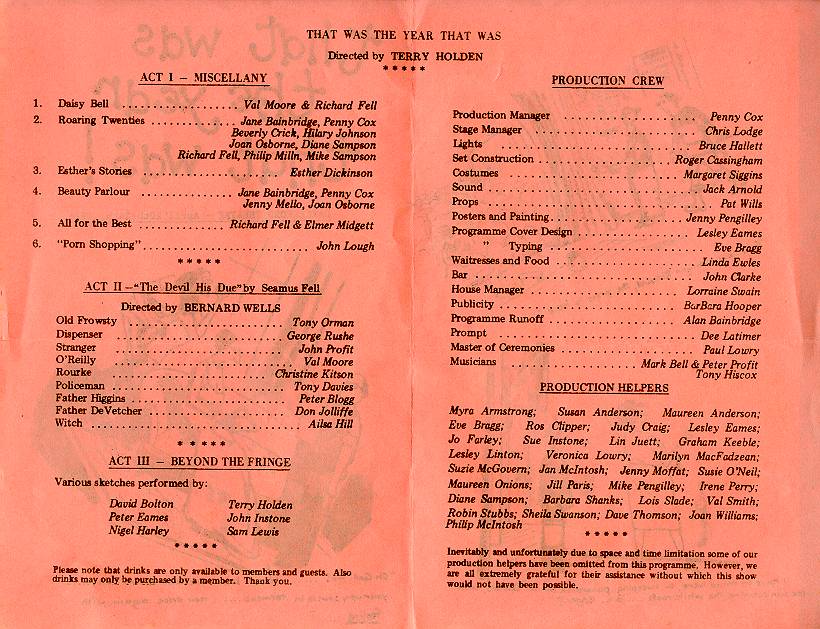 THAT WAS THE YEAR THAT WAS
Directed by TERRY HOLDEN
*****
ACT I – MISCELLANY
1. Daisy Bell .................. Val Moore & Richard Fell
2. Roaring Twenties ............. Jane Bainbridge, Penny Cox
Beverly Crick, Hilary Johnson
Joan Osborne, Diane Sampson
Richard Fell, Philip Milln, Mike Sampson
3. Esther's Stories .................. Esther Dickinson
4. Beauty Parlour .............. Jane Bainbridge, Penny Cox
Jenny Mello, Joan Osborne
5. All for the Best .............. Richard Fell & Elmer Midgett
6. "Porn Shopping" ........................ John Lough
*****
ACT II – "The Devil His Due" by Seamus Fell
Directed by BERNARD WELLS
Old Frowsty .......................... Tony Orman
Dispenser .......................... George Rushe
Stranger .......................... John Profit
O'Reilly .......................... Val Moore
Rourke .......................... Christine Kitson
Policeman .......................... Tony Davies
Father Higgins .......................... Peter Blogg
Father DeVetcher .......................... Don Jolliffe
Witch .......................... Ailsa Hill
*****
ACT III – BEYOND THE FRINGE
Various sketches performed by:
David Bolton Terry Holden
Peter Eames John Instone
Nigel Harley Sam Lewis
*****
Please note that drinks are only available to members and guests. Also
drinks may only be purchased by a member. Thank you.
PRODUCTION CREW
Production Manager ...................... Penny Cox
Stage Manager ...................... Chris Lodge
Lights ...................... Bruce Hallett
Set Construction ...................... Roger Cassingham
Costumes ...................... Margaret Siggins
Sound ...................... Jack Arnold
Props ...................... Pat Wills
Posters and Painting ................ Jenny Pengilley
Programme Cover Design ................ Lesley Eames
" Typing ...................... Eve Bragg
Waitresses and Food ................ Linda Ewles
Bar ...................... John Clarke
House Manager ...................... Lorraine Swain
Publicity ...................... BarBara Hooper
Programme Runoff ................ Alan Bainbridge
Prompt ...................... Dee Latimer
Master of Ceremonies ................ Paul Lowry
Musicians ...................... Mark Bell & Peter Profit
Tony Hiscox
PRODUCTION HELPERS
Myra Armstrong; Susan Anderson; Maureen Anderson;
Eve Bragg; Ros Clipper; Judy Craig; Lesley Eames;
Jo Farley; Sue Instone; Lin Juett; Graham Keeble;
Lesley Linton; Veronica Lowry; Marilyn MacFadzean;
Suzie McGovern; Jan McIntosh; Jenny Moffat; Susie O'Neil;
Maureen Onions; Jill Paris; Mike Pengilley; Irene Perry;
Diane Sampson; Barbara Shanks; Lois Slade; Val Smith;
Robin Stubbs; Sheila Swanson; Dave Thomson; Joan Williams;
Philip McIntosh
*****
Inevitably and unfortunately due to space and time limitation some of our
production helpers have been omitted from this programme. However, we
are all extremely grateful for their assistance without which this show
would not have been possible.